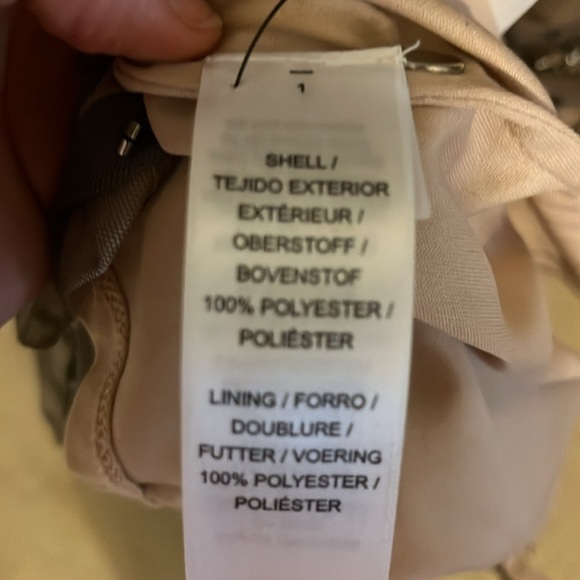 1
SHELL /
TEJIDO EXTERIOR
EXTÉRIEUR /
OBERSTOFF /
BOVENSTOF
100% POLYESTER /
POLIÉSTER
LINING / FORRO /
DOUBLURE /
FUTTER / VOERING
100% POLYESTER /
POLIÉSTER